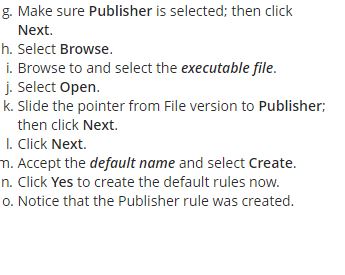 g. Make sure Publisher is selected; then click
Next.
h. Select Browse.
i. Browse to and select the executable file.
j. Select Open.
k. Slide the pointer from File version to Publisher;
then click Next.
l. Click Next.
m. Accept the default name and select Create.
n. Click Yes to create the default rules now.
o. Notice that the Publisher rule was created.